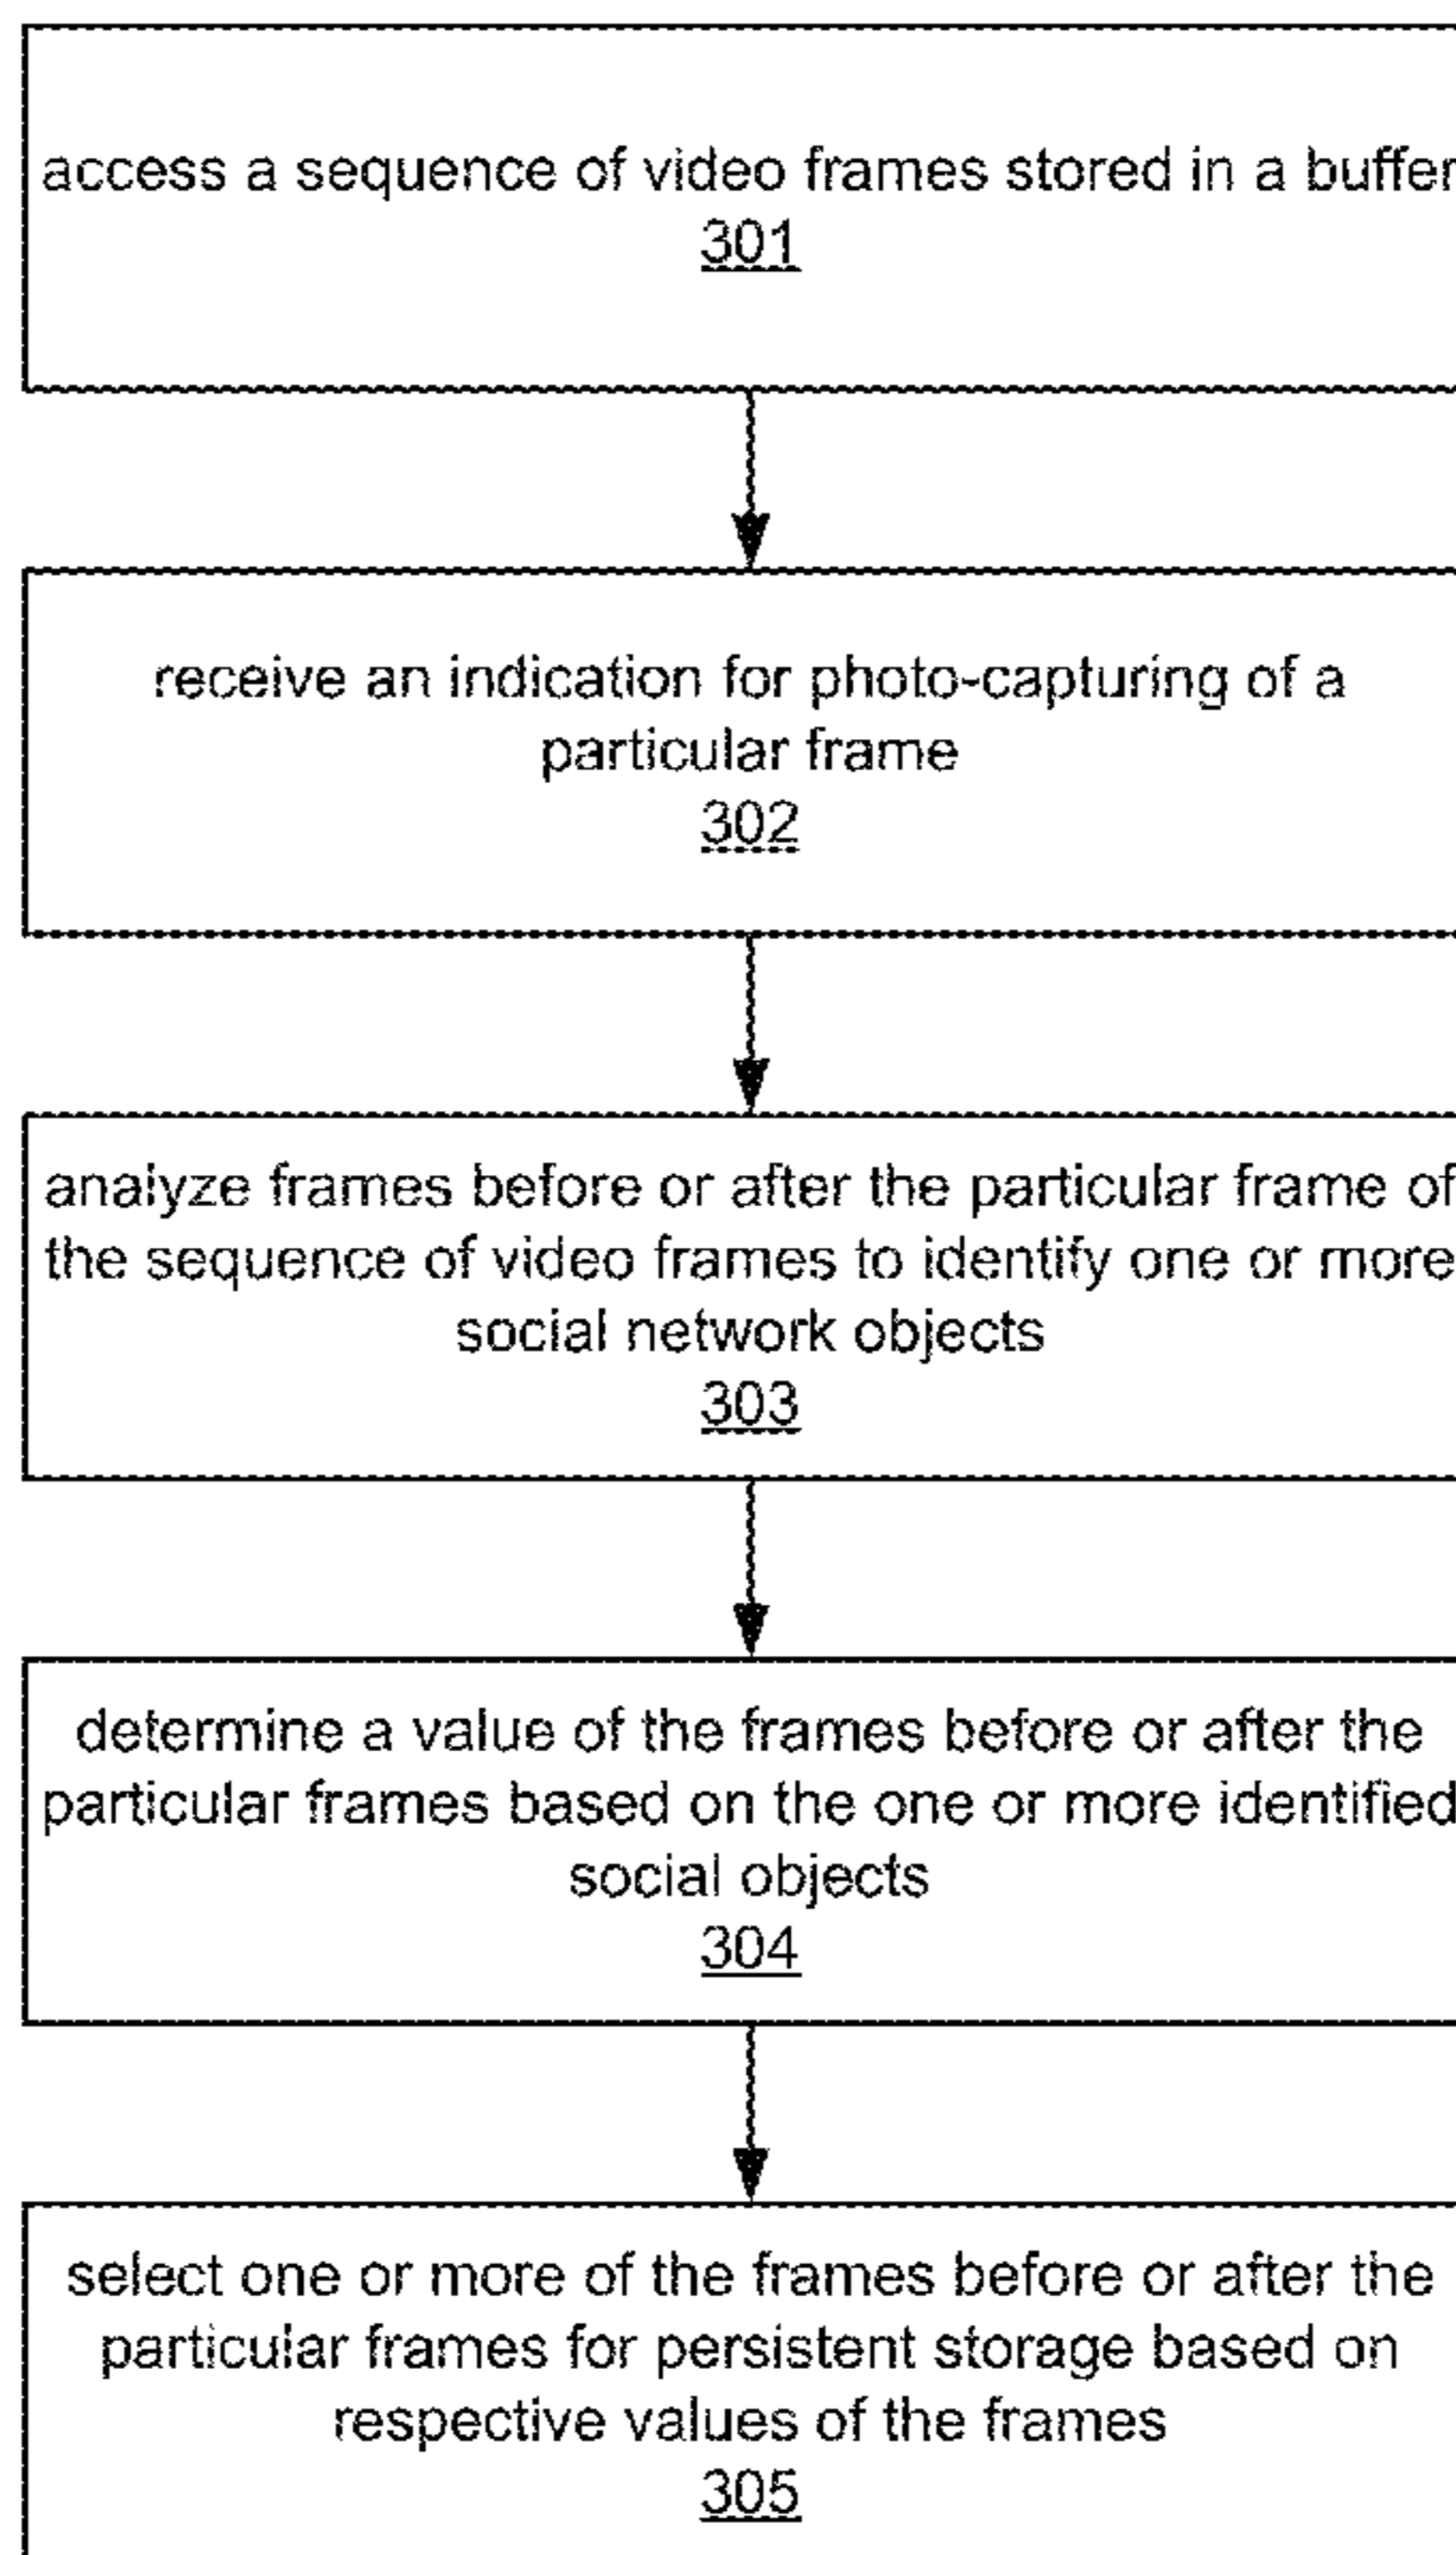 access a sequence of video frames stored in a buffer
301
receive an indication for photo-capturing of a
particular frame
302
analyze frames before or after the particular frame of
the sequence of video frames to identify one or more
social network objects
303
determine a value of the frames before or after the
particular frames based on the one or more identified
social objects
304
select one or more of the frames before or after the
particular frames for persistent storage based on
respective values of the frames
305